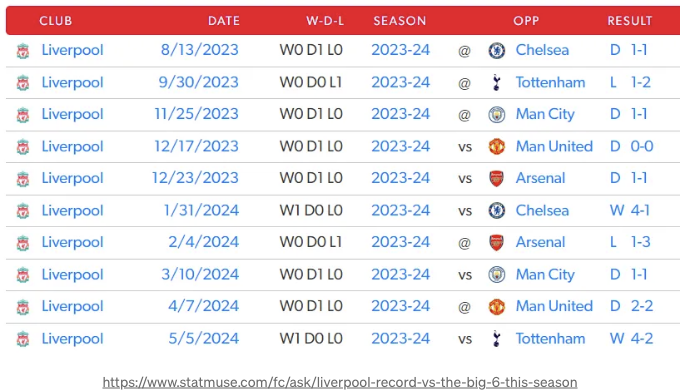 CLUB DATE W-D-L SEASON OPP RESULT
Liverpool 8/13/2023 W0 D1 L0 2023-24 @ Chelsea D 1-1
Liverpool 9/30/2023 W0 D0 L1 2023-24 @ Tottenham L 1-2
Liverpool 11/25/2023 W0 D1 L0 2023-24 @ Man City D 1-1
Liverpool 12/17/2023 W0 D1 L0 2023-24 vs Man United D 0-0
Liverpool 12/23/2023 W0 D1 L0 2023-24 vs Arsenal D 1-1
Liverpool 1/31/2024 W1 D0 L0 2023-24 vs Chelsea W 4-1
Liverpool 2/4/2024 W0 D0 L1 2023-24 @ Arsenal L 1-3
Liverpool 3/10/2024 W0 D1 L0 2023-24 vs Man City D 1-1
Liverpool 4/7/2024 W0 D1 L0 2023-24 @ Man United D 2-2
Liverpool 5/5/2024 W1 D0 L0 2023-24 vs Tottenham W 4-2
https://www.statmuse.com/fc/ask/liverpool-record-vs-the-big-6-this-season